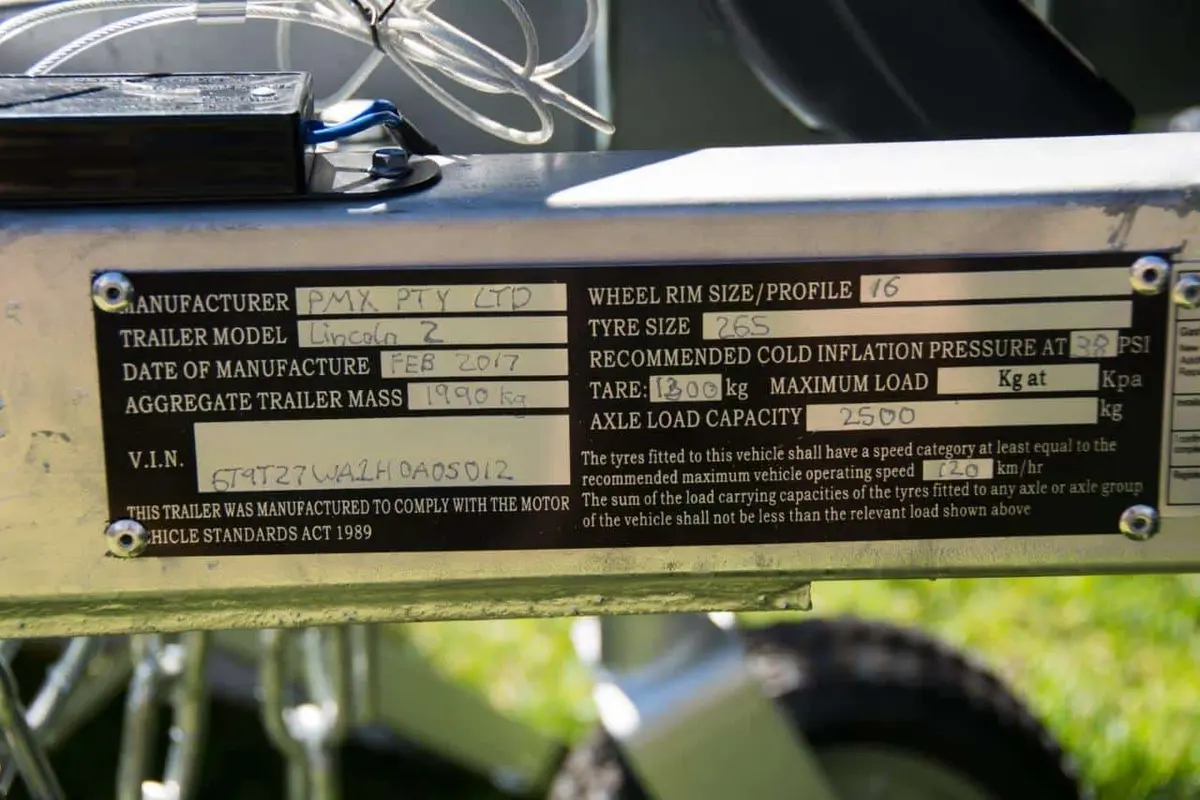 MANUFACTURER PMX PTY LTD
TRAILER MODEL Lincoln 2
DATE OF MANUFACTURE FEB 2017
AGGREGATE TRAILER MASS 1990 kg
V.I.N. 6T9T27WA1H0A0S012
THIS TRAILER WAS MANUFACTURED TO COMPLY WITH THE MOTOR
VEHICLE STANDARDS ACT 1989
WHEEL RIM SIZE/PROFILE 16
TYRE SIZE 265
RECOMMENDED COLD INFLATION PRESSURE AT 38 PSI
TARE: 1300 kg MAXIMUM LOAD Kg at Kpa
AXLE LOAD CAPACITY 2500 kg
The tyres fitted to this vehicle shall have a speed category at least equal to the
recommended maximum vehicle operating speed 120 km/hr
The sum of the load carrying capacities of the tyres fitted to any axle or axle group
of the vehicle shall not be less than the relevant load shown above